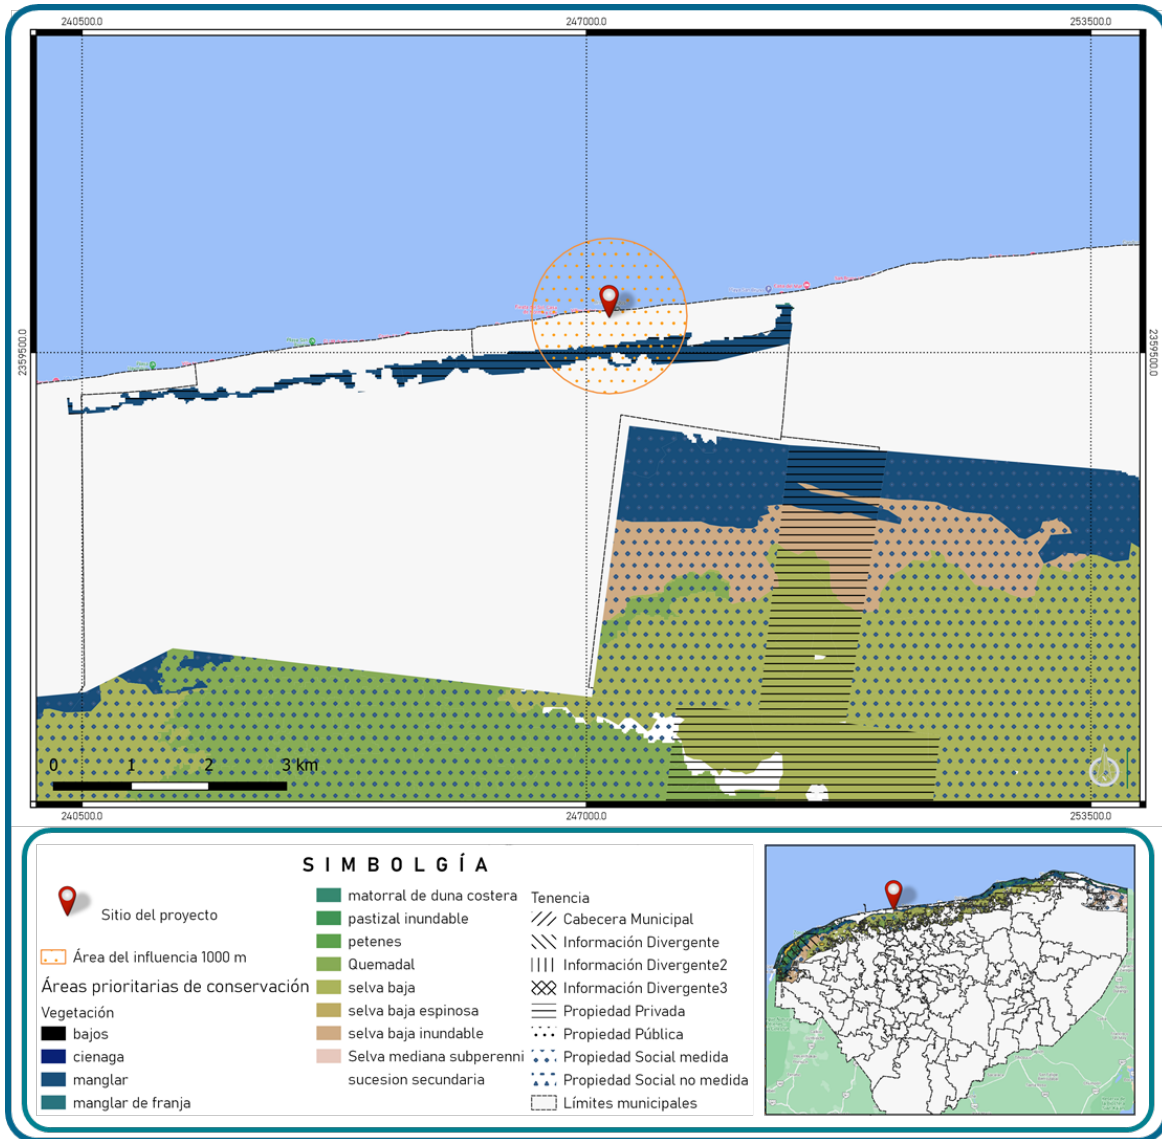 240500.0 247000.0 253500.0
2359500.0
2359500.0
0 1 2 3 km
240500.0 247000.0 253500.0
SIMBOLGÍA
Sitio del proyecto
Área del influencia 1000 m
Áreas prioritarias de conservación
Vegetación
bajos
cienaga
manglar
manglar de franja
matorral de duna costera
pastizal inundable
petenes
Quemadal
selva baja
selva baja espinosa
selva baja inundable
Selva mediana subperenni
sucesion secundaria
Tenencia
Cabecera Municipal
Información Divergente
Información Divergente2
Información Divergente3
Propiedad Privada
Propiedad Pública
Propiedad Social medida
Propiedad Social no medida
Límites municipales